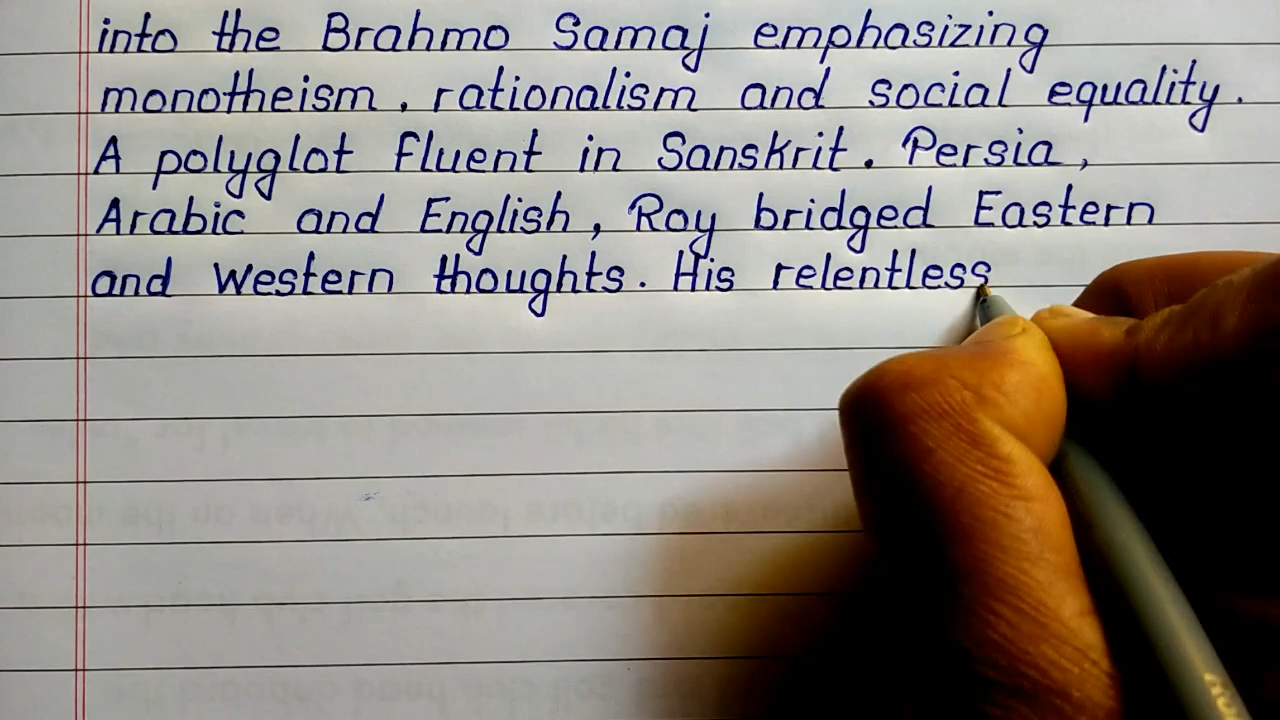 into the Brahmo Samaj emphasizing
monotheism, rationalism and social equality.
A polyglot fluent in Sanskrit. Persia,
Arabic and English, Roy bridged Eastern
and Western thoughts. His relentless